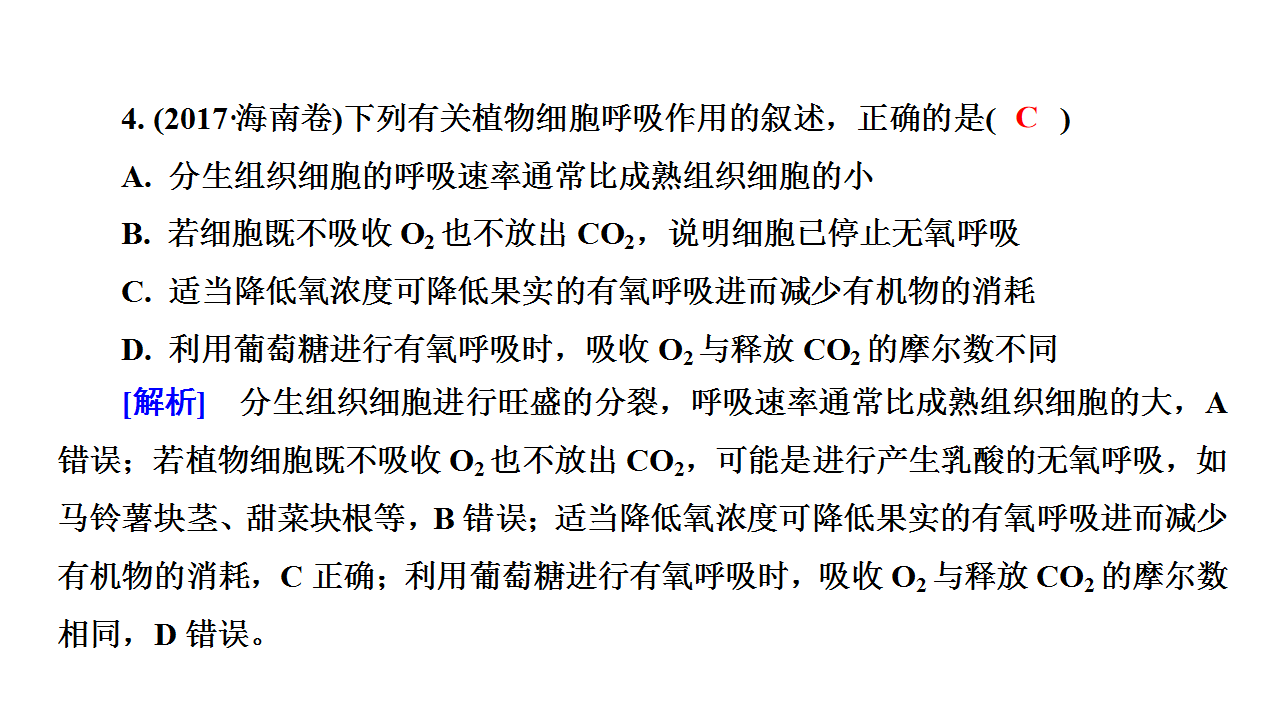 4. (2017·海南卷)下列有关植物细胞呼吸作用的叙述，正确的是( C )
A. 分生组织细胞的呼吸速率通常比成熟组织细胞的小
B. 若细胞既不吸收 O₂ 也不放出 CO₂，说明细胞已停止无氧呼吸
C. 适当降低氧浓度可降低果实的有氧呼吸进而减少有机物的消耗
D. 利用葡萄糖进行有氧呼吸时，吸收 O₂ 与释放 CO₂ 的摩尔数不同
[解析] 分生组织细胞进行旺盛的分裂，呼吸速率通常比成熟组织细胞的大，A
错误；若植物细胞既不吸收 O₂ 也不放出 CO₂，可能是进行产生乳酸的无氧呼吸，如
马铃薯块茎、甜菜块根等，B 错误；适当降低氧浓度可降低果实的有氧呼吸进而减少
有机物的消耗，C 正确；利用葡萄糖进行有氧呼吸时，吸收 O₂ 与释放 CO₂ 的摩尔数
相同，D 错误。